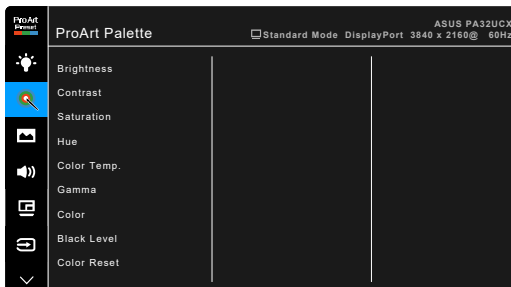 ProArt
Preset
ProArt Palette
ASUS PA32UCX
Standard Mode DisplayPort 3840 x 2160@ 60Hz
Brightness
Contrast
Saturation
Hue
Color Temp.
Gamma
Color
Black Level
Color Reset